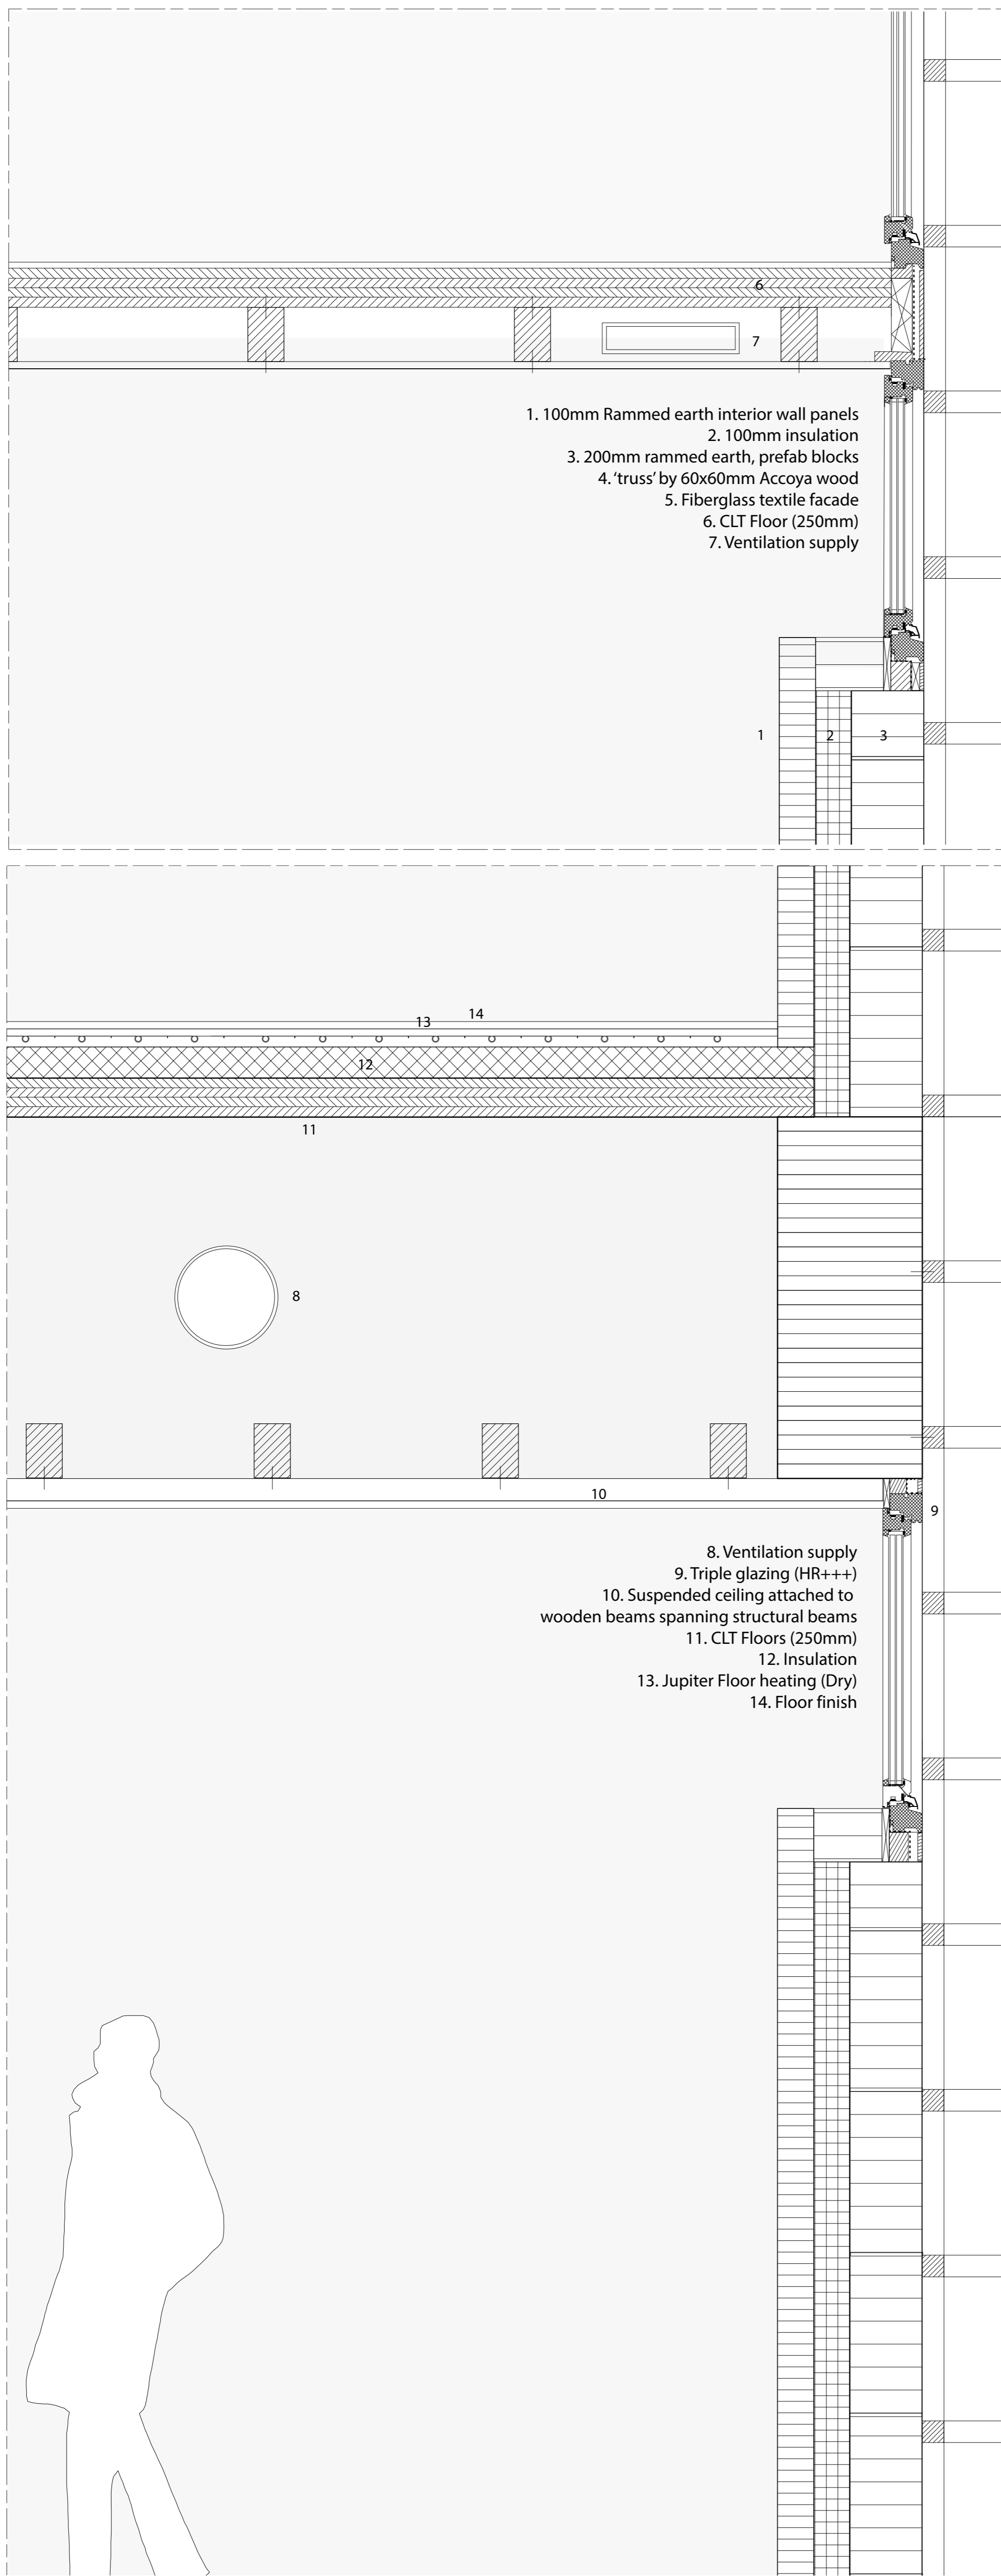 6
7
1. 100mm Rammed earth interior wall panels
2. 100mm insulation
3. 200mm rammed earth, prefab blocks
4. ‘truss’ by 60x60mm Accoya wood
5. Fiberglass textile facade
6. CLT Floor (250mm)
7. Ventilation supply
1 2 3
14
13
12
11
8
10
9
8. Ventilation supply
9. Triple glazing (HR+++)
10. Suspended ceiling attached to
wooden beams spanning structural beams
11. CLT Floors (250mm)
12. Insulation
13. Jupiter Floor heating (Dry)
14. Floor finish